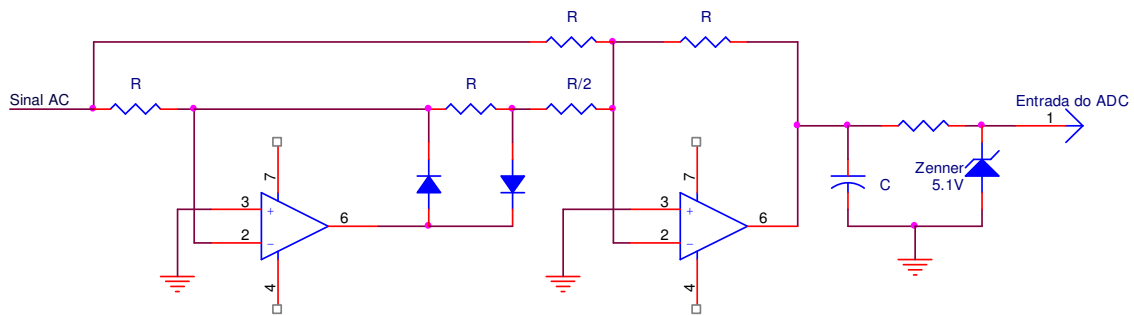 R
R
R
R
R/2
Sinal AC
Entrada do ADC
1
Zenner
5.1V
C
7
3
+
6
2
-
4
7
3
+
6
2
-
4